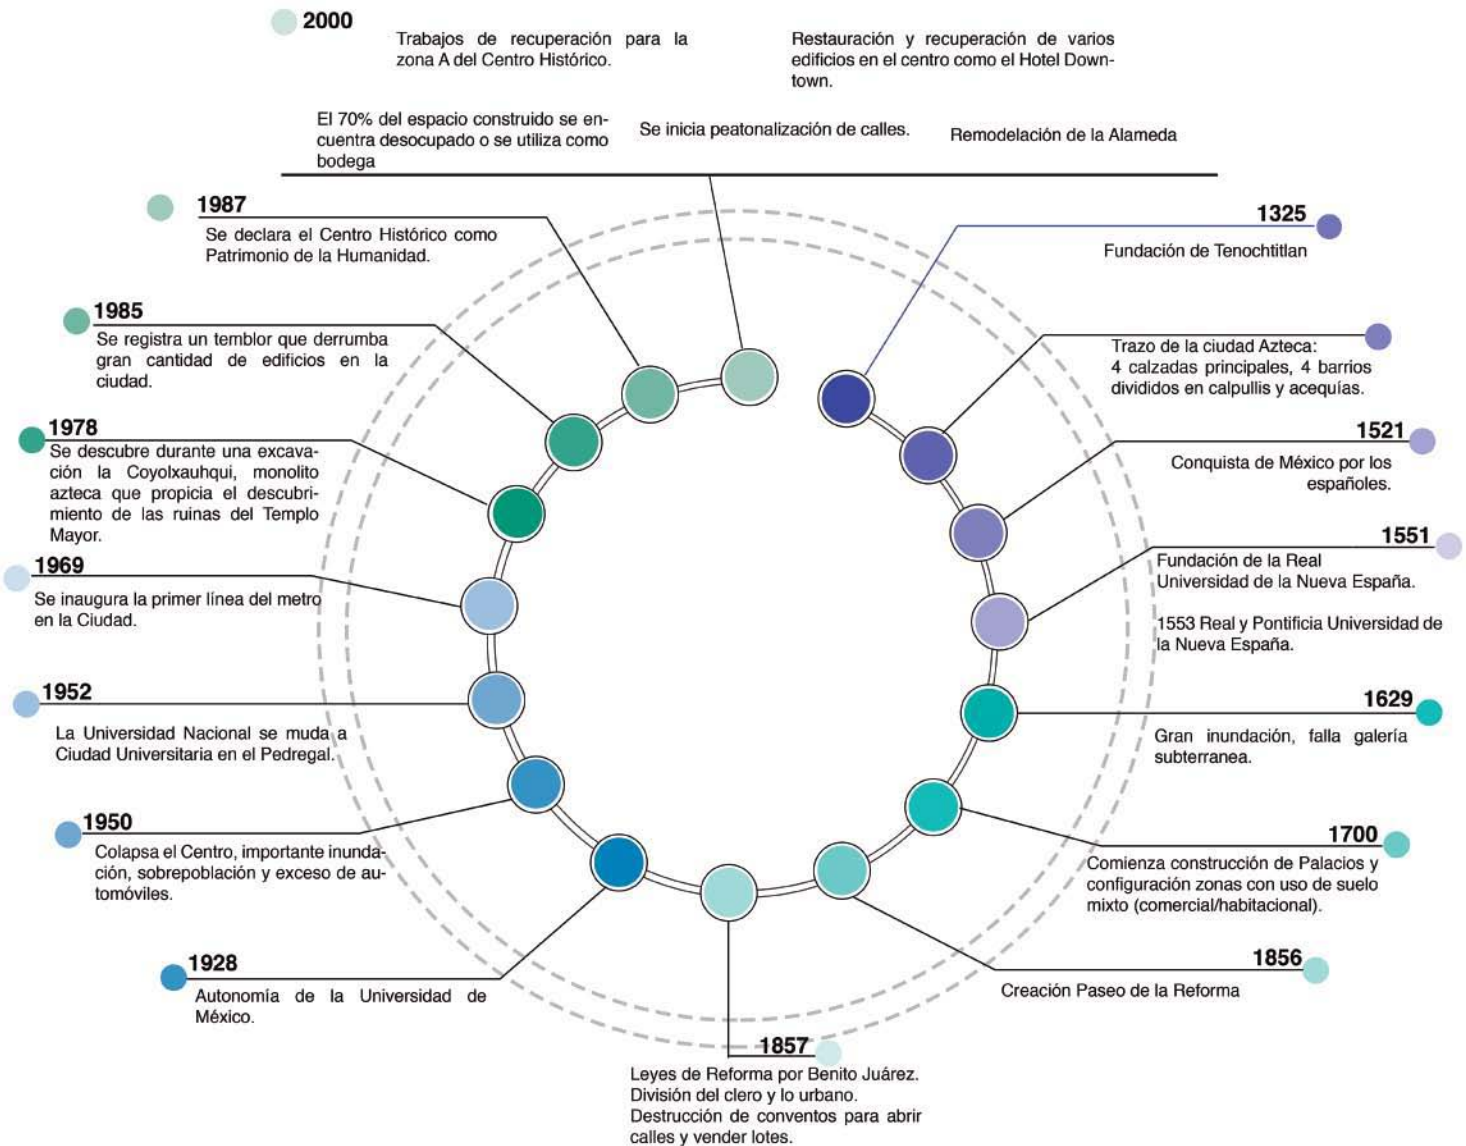 2000
Trabajos de recuperación para la
zona A del Centro Histórico.
Restauración y recuperación de varios
edificios en el centro como el Hotel Down-
town.
El 70% del espacio construido se en-
cuentra desocupado o se utiliza como
bodega
Se inicia peatonalización de calles.
Remodelación de la Alameda
1987
Se declara el Centro Histórico como
Patrimonio de la Humanidad.
1985
Se registra un temblor que derrumba
gran cantidad de edificios en la
ciudad.
1978
Se descubre durante una excava-
ción la Coyolxauhqui, monolito
azteca que propicia el descubri-
miento de las ruinas del Templo
Mayor.
1969
Se inaugura la primer línea del metro
en la Ciudad.
1952
La Universidad Nacional se muda a
Ciudad Universitaria en el Pedregal.
1950
Colapsa el Centro, importante inunda-
ción, sobrepoblación y exceso de au-
tomóviles.
1928
Autonomía de la Universidad de
México.
1325
Fundación de Tenochtitlan
Trazo de la ciudad Azteca:
4 calzadas principales, 4 barrios
divididos en calpullis y acequías.
1521
Conquista de México por los
españoles.
1551
Fundación de la Real
Universidad de la Nueva España.
1553 Real y Pontificia Universidad de
la Nueva España.
1629
Gran inundación, falla galería
subterranea.
1700
Comienza construcción de Palacios y
configuración zonas con uso de suelo
mixto (comercial/habitacional).
1856
Creación Paseo de la Reforma
1857
Leyes de Reforma por Benito Juárez.
División del clero y lo urbano.
Destrucción de conventos para abrir
calles y vender lotes.